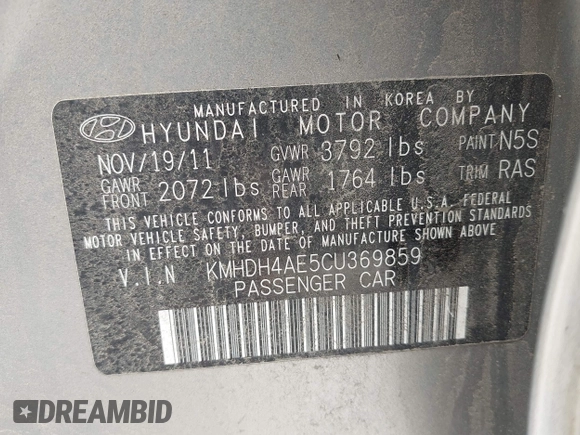 MANUFACTURED IN KOREA BY
HYUNDAI MOTOR COMPANY
NOV/19/11 GVWR 3792 lbs PAINT N5S
GAWR FRONT 2072 lbs GAWR REAR 1764 lbs TRIM RAS
THIS VEHICLE CONFORMS TO ALL APPLICABLE U.S.A. FEDERAL
MOTOR VEHICLE SAFETY, BUMPER, AND THEFT PREVENTION
STANDARDS IN EFFECT ON THE DATE OF MANUFACTURE SHOWN ABOVE.
V.I.N KMHDH4AE5CU369859
PASSENGER CAR
DREAMBID